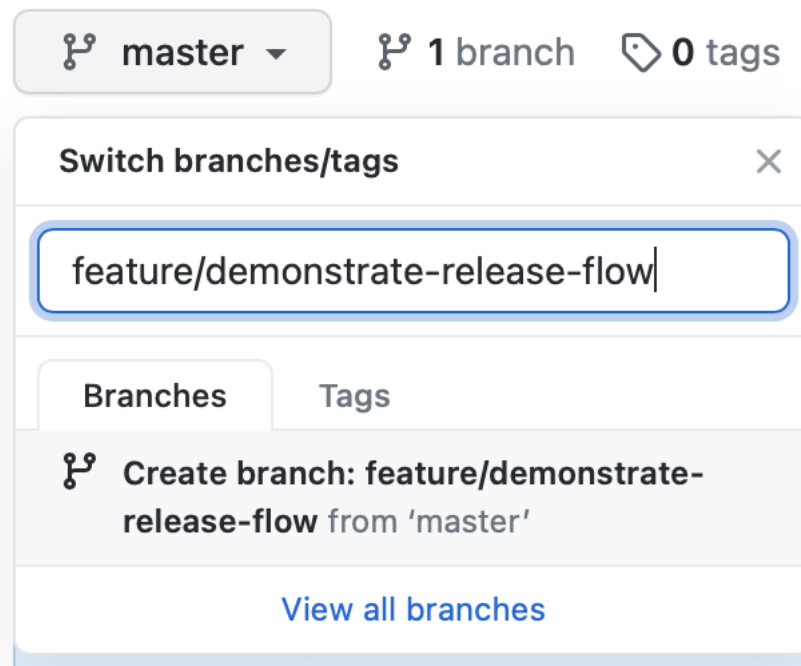 master 1 branch 0 tags
Switch branches/tags
feature/demonstrate-release-flow
Branches Tags
Create branch: feature/demonstrate-
release-flow from ‘master’
View all branches